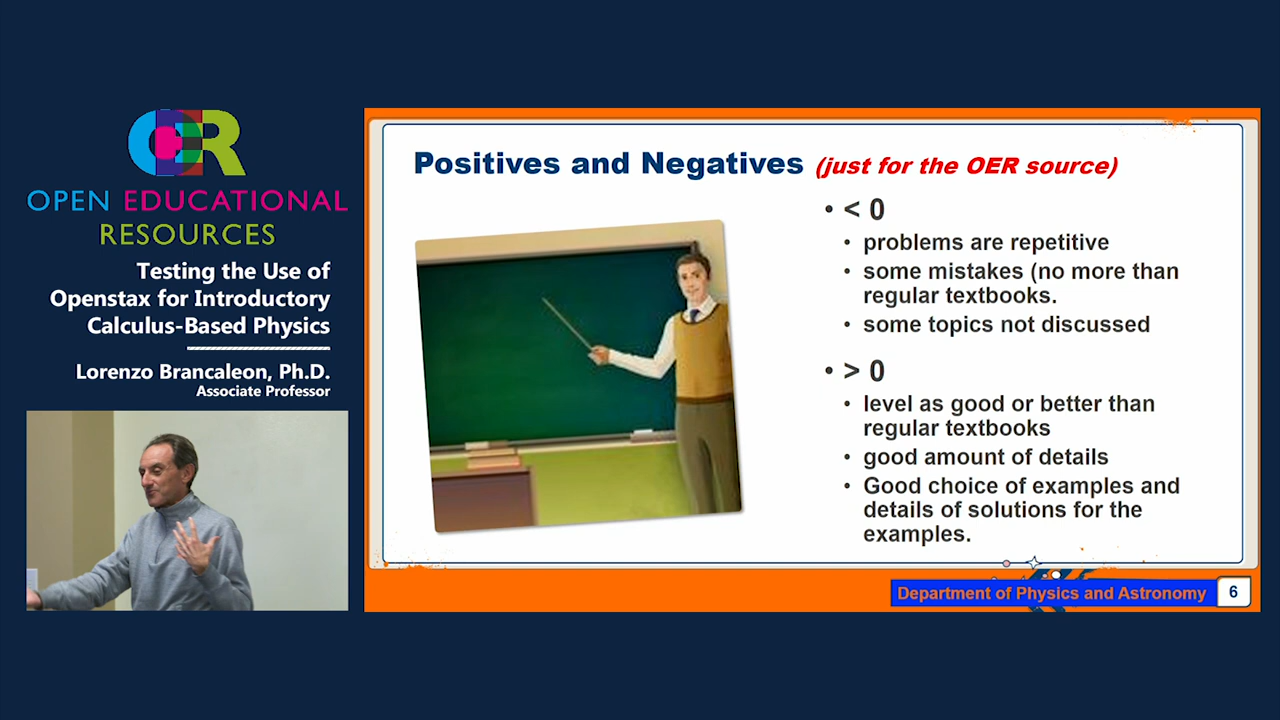 OER
OPEN EDUCATIONAL
RESOURCES
Testing the Use of
Openstax for Introductory
Calculus-Based Physics
Lorenzo Brancaleon, Ph.D.
Associate Professor
Positives and Negatives (just for the OER source)
• < 0
• problems are repetitive
• some mistakes (no more than
regular textbooks.
• some topics not discussed
• > 0
• level as good or better than
regular textbooks
• good amount of details
• Good choice of examples and
details of solutions for the
examples.
Department of Physics and Astronomy 6